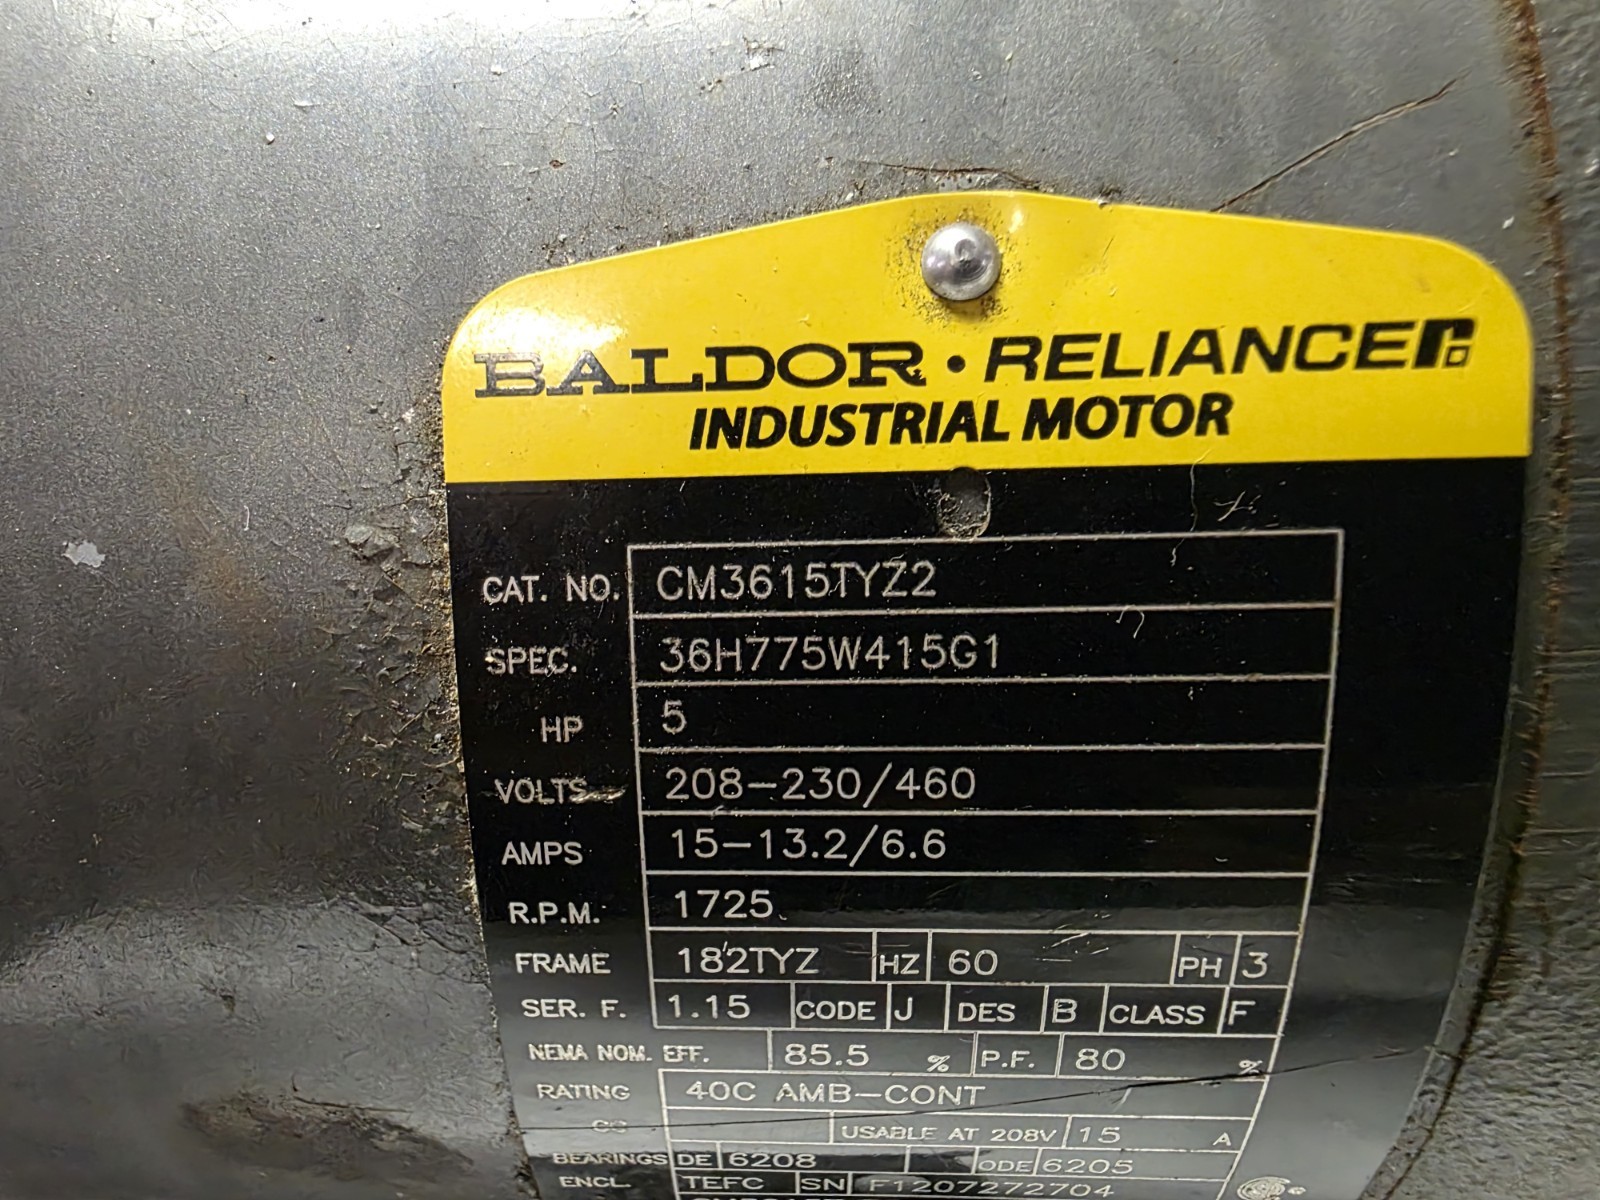 BALDOR • RELIANCER
INDUSTRIAL MOTOR
CAT. NO. CM3615TYZ2
SPEC. 36H775W415G1
HP 5
VOLTS 208-230/460
AMPS 15-13.2/6.6
R.P.M. 1725
FRAME 182TYZ HZ 60 PH 3
SER. F. 1.15 CODE J DES B CLASS F
NEMA NOM. EFF. 85.5 % P.F. 80 %
RATING 40C AMB-CONT
CC USABLE AT 208V 15 A
BEARINGS DE 6208 ODE 6205
ENCL. TEFC SN F1207272704